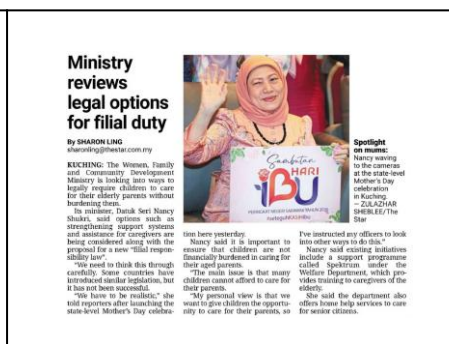 Ministry
reviews
legal options
for filial duty
By SHARON LING
sharonling@thestar.com.my
KUCHING: The Women, Family
and Community Development
Ministry is looking into ways to
legally require children to care
for their elderly parents without
burdening them.
Its minister, Datuk Seri Nancy
Shukri, said options such as
strengthening support systems
and assistance for caregivers are
being considered along with the
proposal for a new "filial respon-
sibility law".
"We need to think this through
carefully. Some countries have
introduced similar legislation, but
it has not been successful.
"We have to be realistic," she
told reporters after launching the
state-level Mother's Day celebra-
Sambutan
HARI
iBU
Spotlight
on mums:
Nancy waving
to the cameras
at the state-level
Mother's Day
celebration
in Kuching.
— ZULAZHAR
SHEBLEE/The
Star
tion here yesterday.
Nancy said it is important to
ensure that children are not
financially burdened in caring for
their aged parents.
"The main issue is that many
children cannot afford to care for
their parents.
"My personal view is that we
want to give children the opportu-
nity to care for their parents, so
I've instructed my officers to look
into other ways to do this."
Nancy said existing initiatives
include a support programme
called Spektrum under the
Welfare Department, which pro-
vides training to caregivers of the
elderly.
She said the department also
offers home help services to care
for senior citizens.